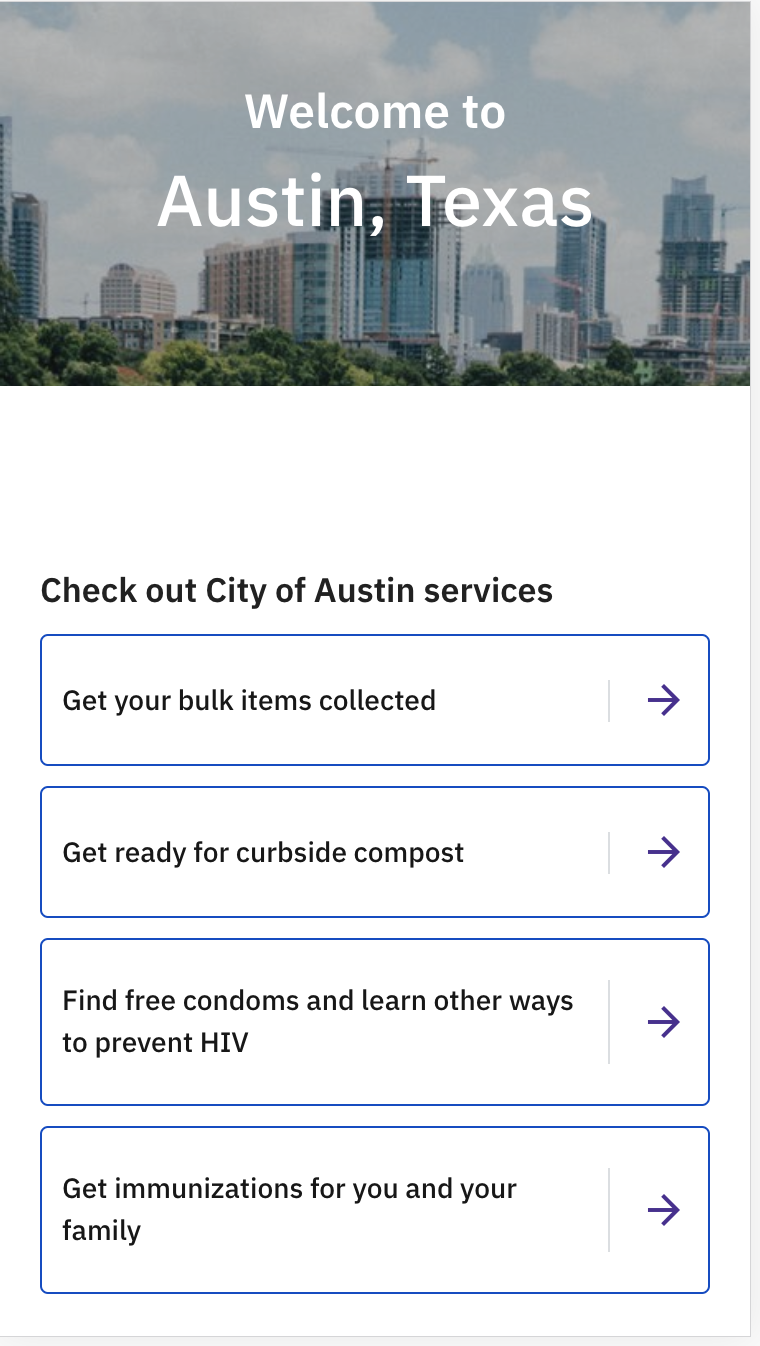 Welcome to
Austin, Texas
Check out City of Austin services
Get your bulk items collected
Get ready for curbside compost
Find free condoms and learn other ways
to prevent HIV
Get immunizations for you and your
family